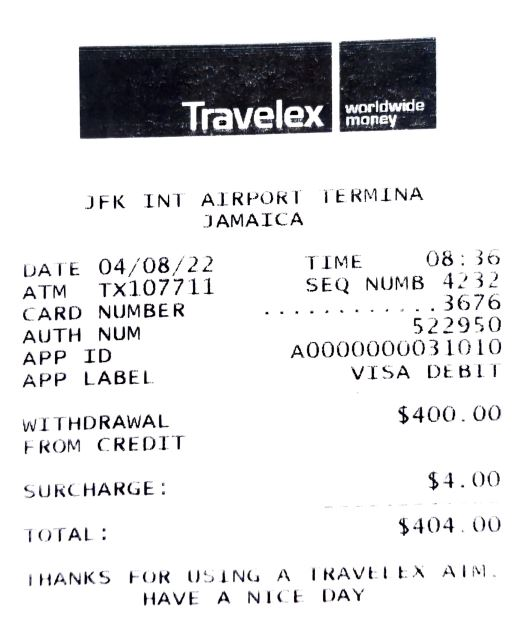 Travelex worldwide
money
JFK INT AIRPORT TERMINA
JAMAICA
DATE 04/08/22 TIME 08:36
ATM TX107711 SEQ NUMB 4232
CARD NUMBER ............3676
AUTH NUM 522950
APP ID A0000000031010
APP LABEL VISA DEBIT
WITHDRAWAL $400.00
FROM CREDIT
SURCHARGE: $4.00
TOTAL: $404.00
THANKS FOR USING A TRAVELEX ATM.
HAVE A NICE DAY